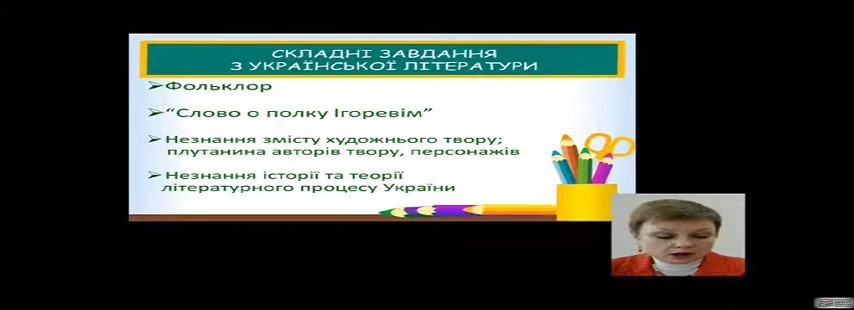 СКЛАДНІ ЗАВДАННЯ
З УКРАЇНСЬКОЇ ЛІТЕРАТУРИ
Фольклор
“Слово о полку Ігоревім”
Незнання змісту художнього твору;
плутанина авторів твору, персонажів
Незнання історії та теорії
літературного процесу України